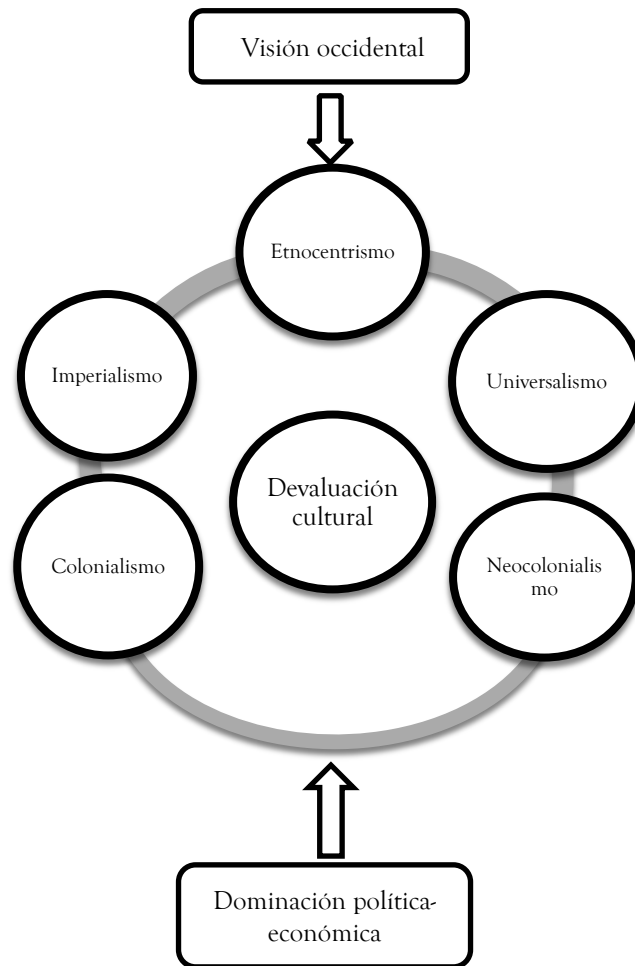 Visión occidental
Etnocentrismo
Imperialismo
Universalismo
Devaluación
cultural
Colonialismo
Neocolonialis
mo
Dominación política-
económica